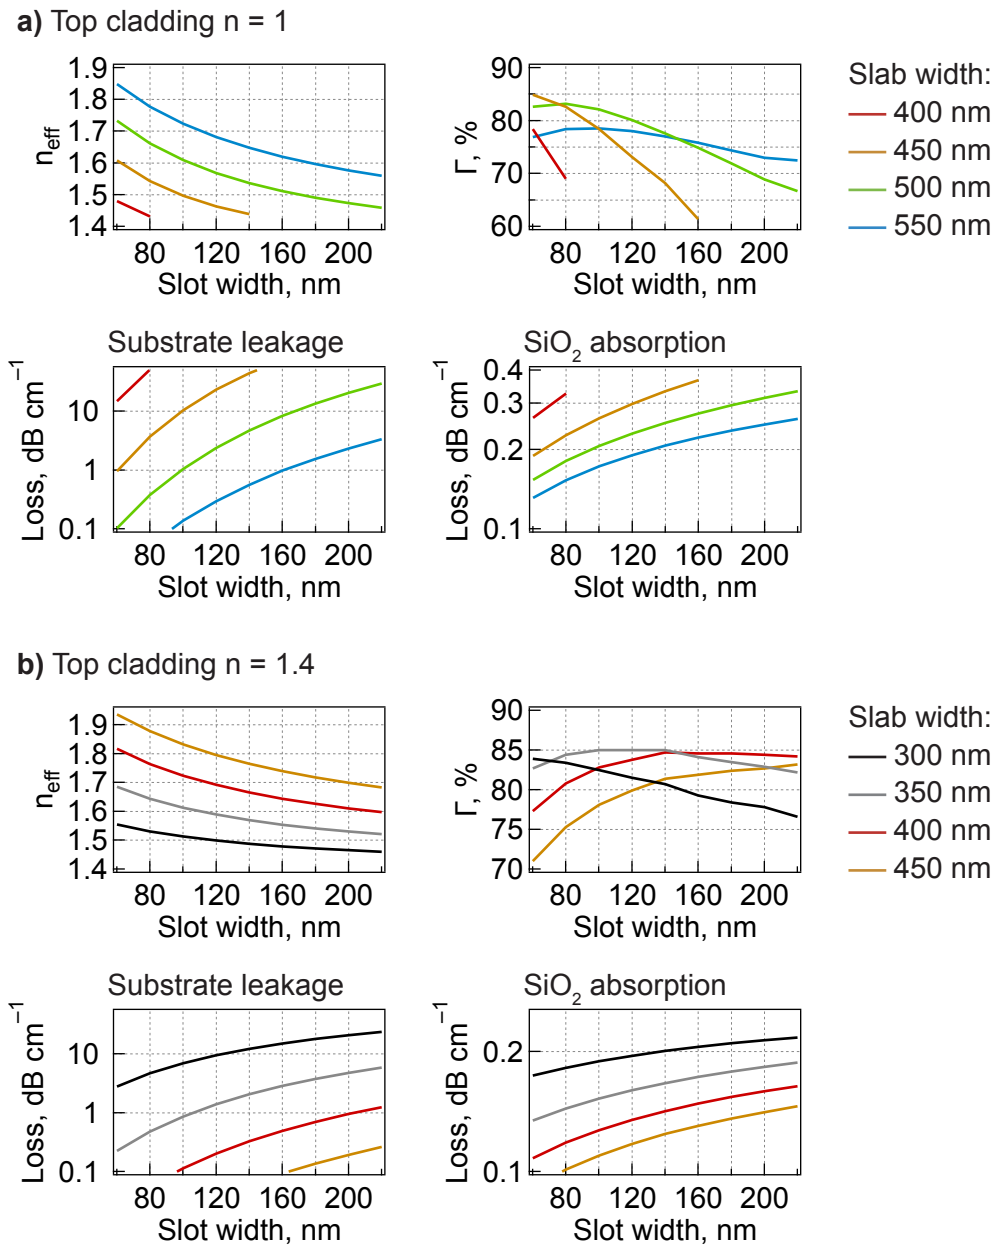 a) Top cladding n = 1
1.9
1.8
1.7
1.6
1.5
1.4
neff
80 120 160 200
Slot width, nm
90
80
70
60
Γ, %
80 120 160 200
Slot width, nm
Slab width:
400 nm
450 nm
500 nm
550 nm
Substrate leakage
10
1
0.1
Loss, dB cm−1
80 120 160 200
Slot width, nm
SiO2 absorption
0.4
0.3
0.2
0.1
Loss, dB cm−1
80 120 160 200
Slot width, nm
b) Top cladding n = 1.4
1.9
1.8
1.7
1.6
1.5
1.4
neff
80 120 160 200
Slot width, nm
90
85
80
75
70
Γ, %
80 120 160 200
Slot width, nm
Slab width:
300 nm
350 nm
400 nm
450 nm
Substrate leakage
10
1
0.1
Loss, dB cm−1
80 120 160 200
Slot width, nm
SiO2 absorption
0.2
0.1
Loss, dB cm−1
80 120 160 200
Slot width, nm